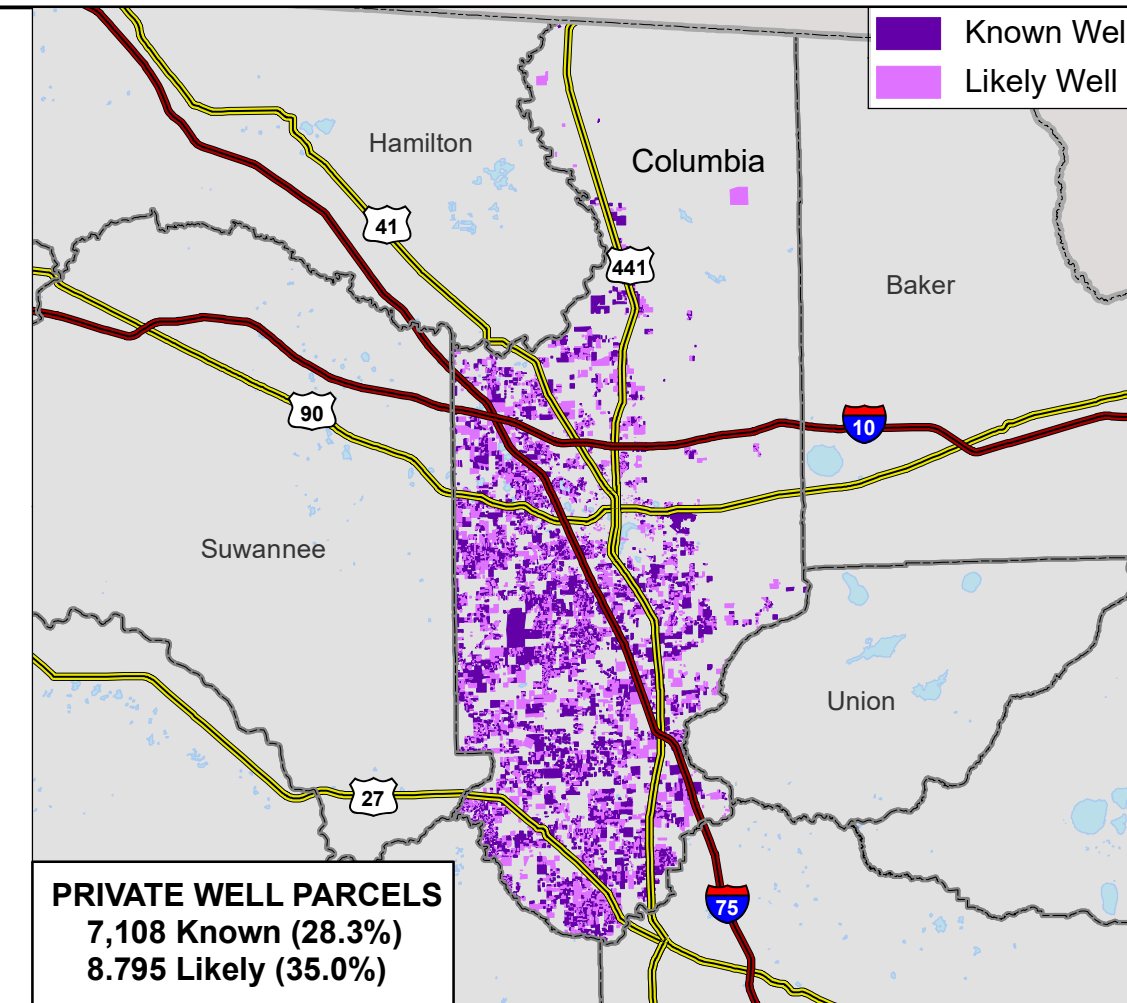 Known Wel
Likely Well
Hamilton
Columbia
41
441
Baker
90
10
Suwannee
Union
27
PRIVATE WELL PARCELS
7,108 Known (28.3%)
8.795 Likely (35.0%)
75